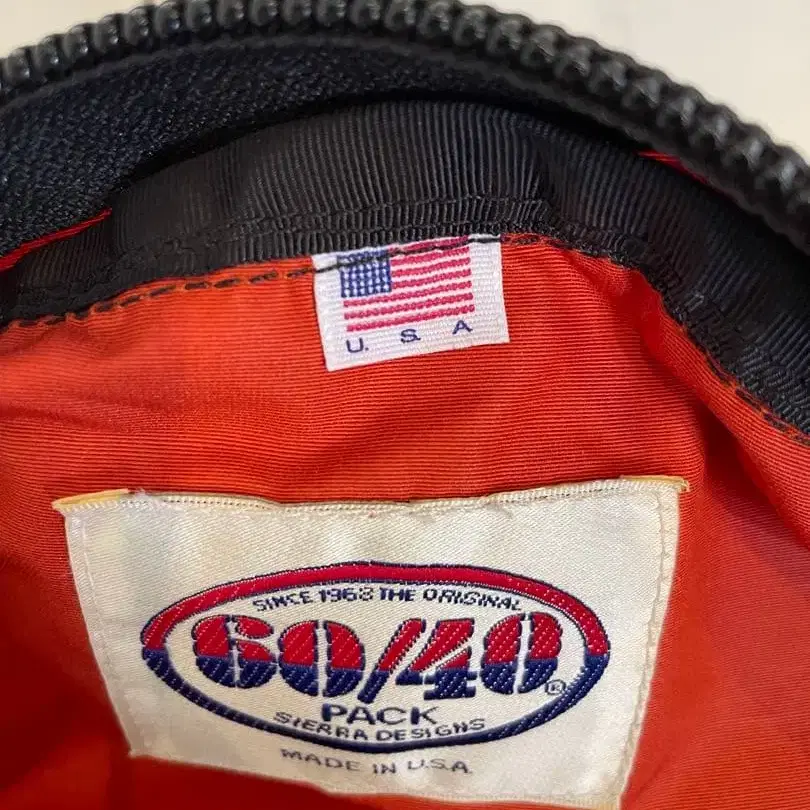 U. S. A
SINCE 1968 THE ORIGINAL
60/40®
PACK
SIERRA DESIGNS
MADE IN U.S.A.